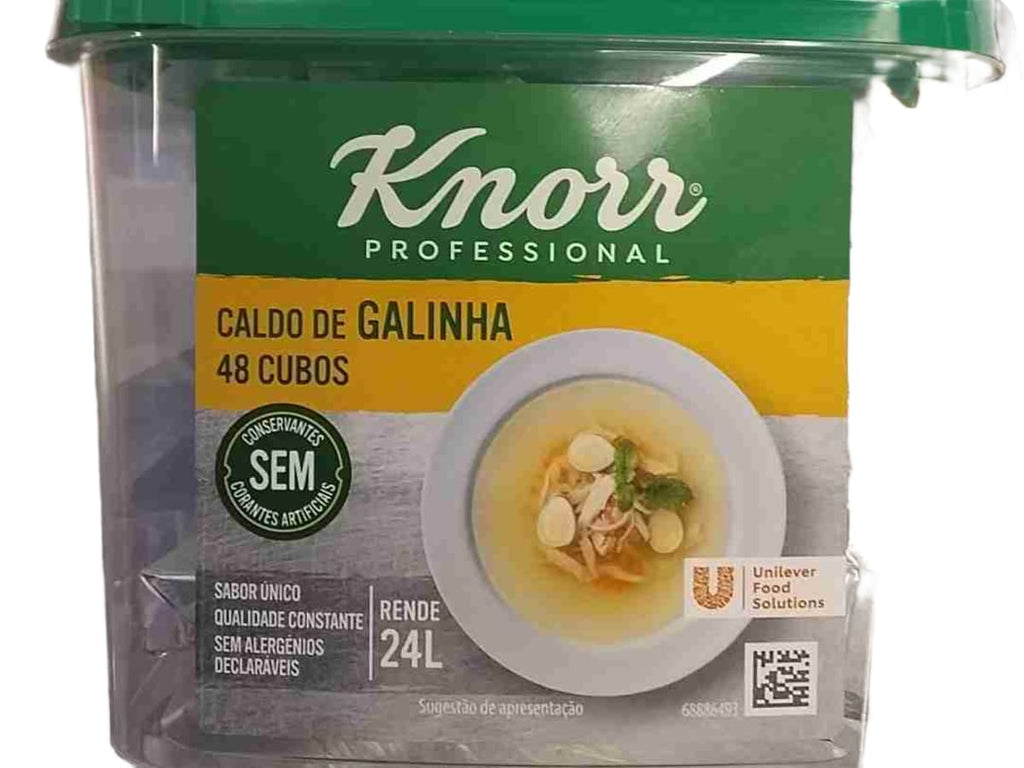 Knorr®
PROFESSIONAL
CALDO DE GALINHA
48 CUBOS
CONSERVANTES
SEM
CORANTES ARTIFICIAIS
SABOR ÚNICO
QUALIDADE CONSTANTE
SEM ALERGÉNIOS
DECLARÁVEIS
RENDE
24L
Unilever
Food
Solutions
Sugestão de apresentação
68886493